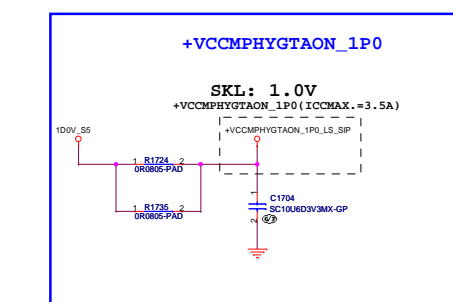 +VCCMPHYGTAON_1P0
SKL: 1.0V
+VCCMPHYGTAON_1P0(ICCMAX.=3.5A)
1D0V_S5
+VCCMPHYGTAON_1P0_LS_SIP
1 R1724 2
0R0805-PAD
1 R1735 2
0R0805-PAD
1
C1704
SC10U6D3V3MX-GP
2